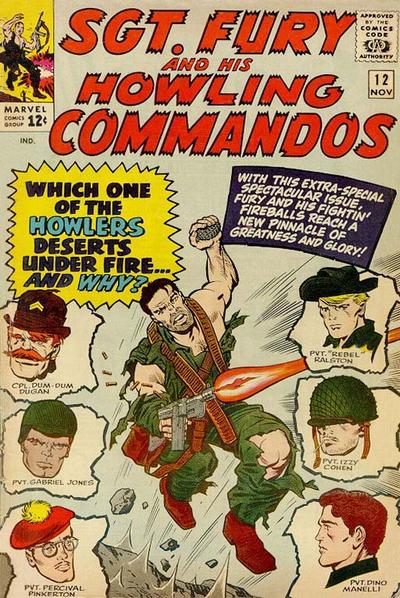 SGT. FURY
AND HIS
HOWLING
COMMANDOS
APPROVED
BY THE
COMICS
CODE
AUTHORITY
MARVEL
COMICS
GROUP 12¢
IND.
12
NOV
WHICH ONE
OF THE
HOWLERS
DESERTS
UNDER FIRE...
AND WHY?
WITH THIS EXTRA-SPECIAL
SPECTACULAR ISSUE,
FURY AND HIS FIGHTIN'
FIREBALLS REACH A
NEW PINNACLE OF
GREATNESS AND GLORY!
CPL. DUM-DUM
DUGAN
PVT. "REBEL"
RALSTON
PVT. GABRIEL JONES
PVT. IZZY
COHEN
PVT. PERCIVAL
PINKERTON
PVT. DINO
MANELLI